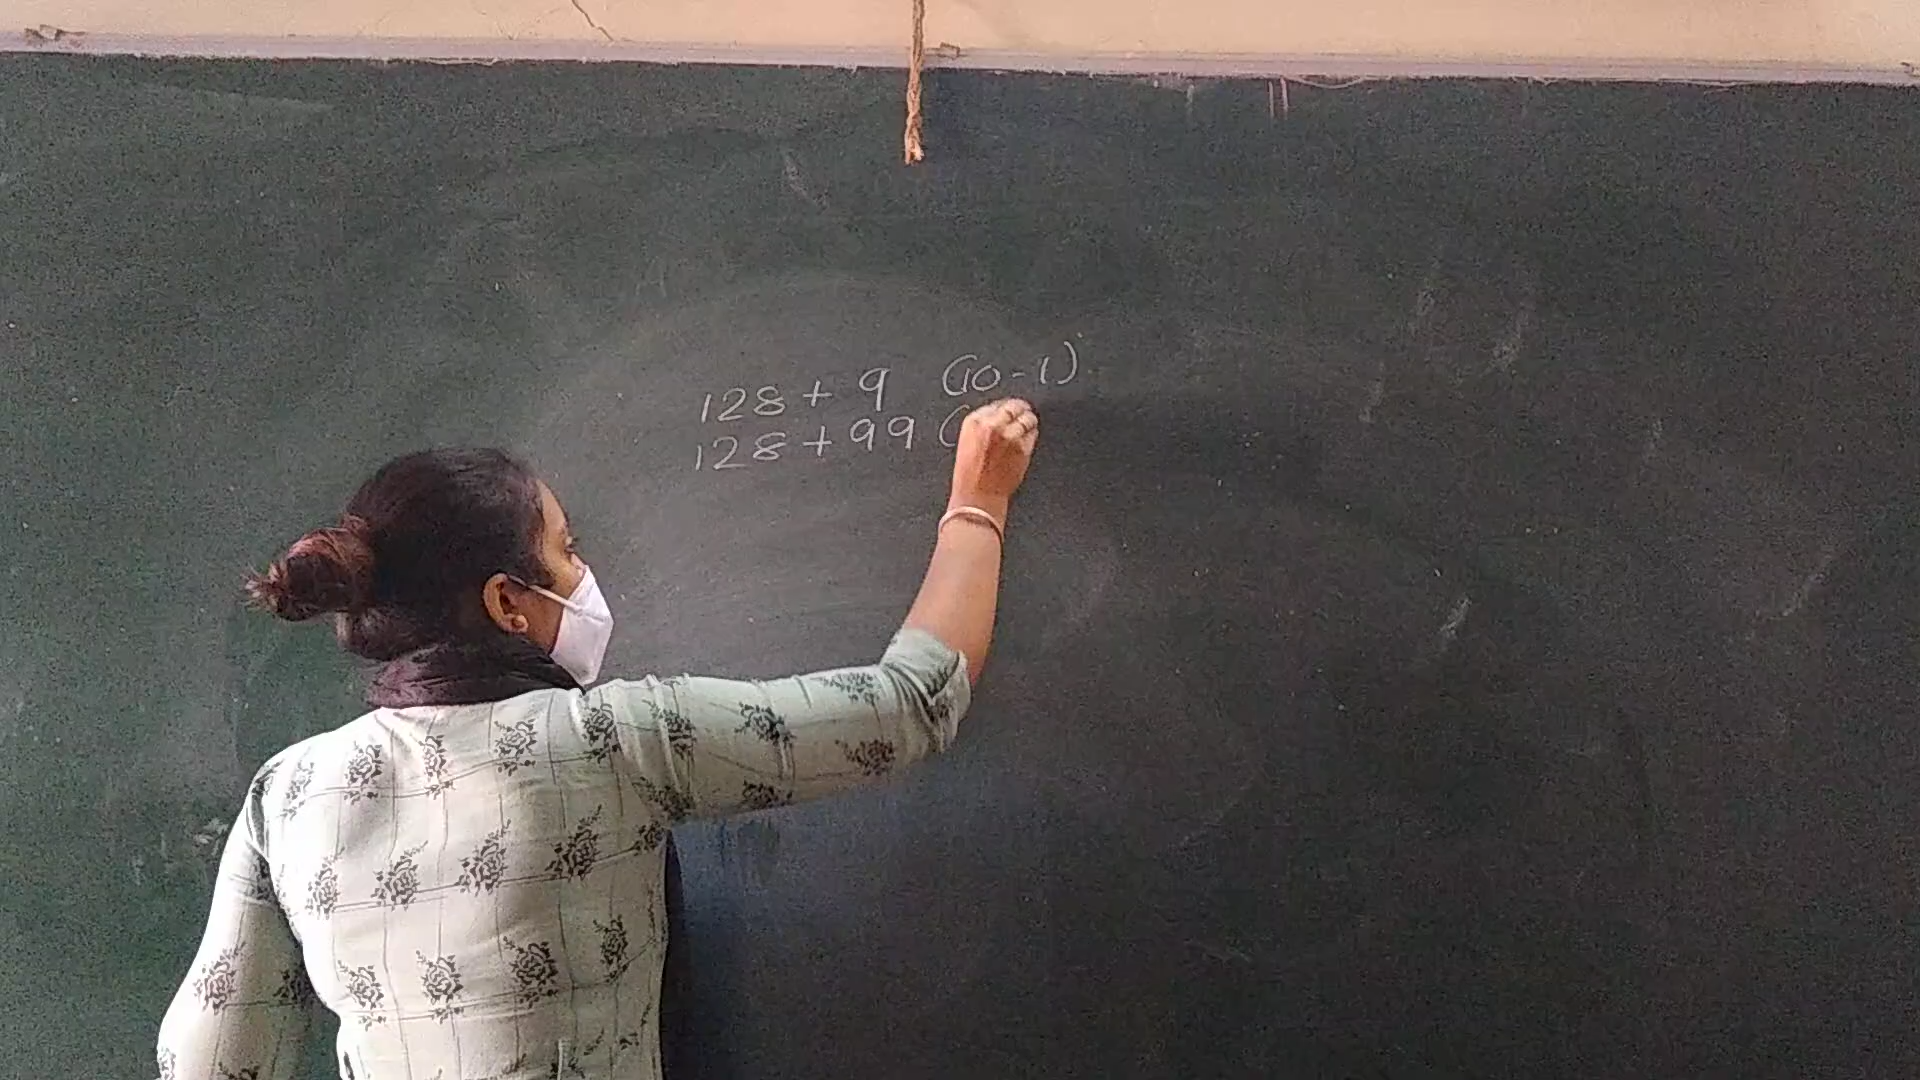 128 + 9 (10-1)
128 + 99 (